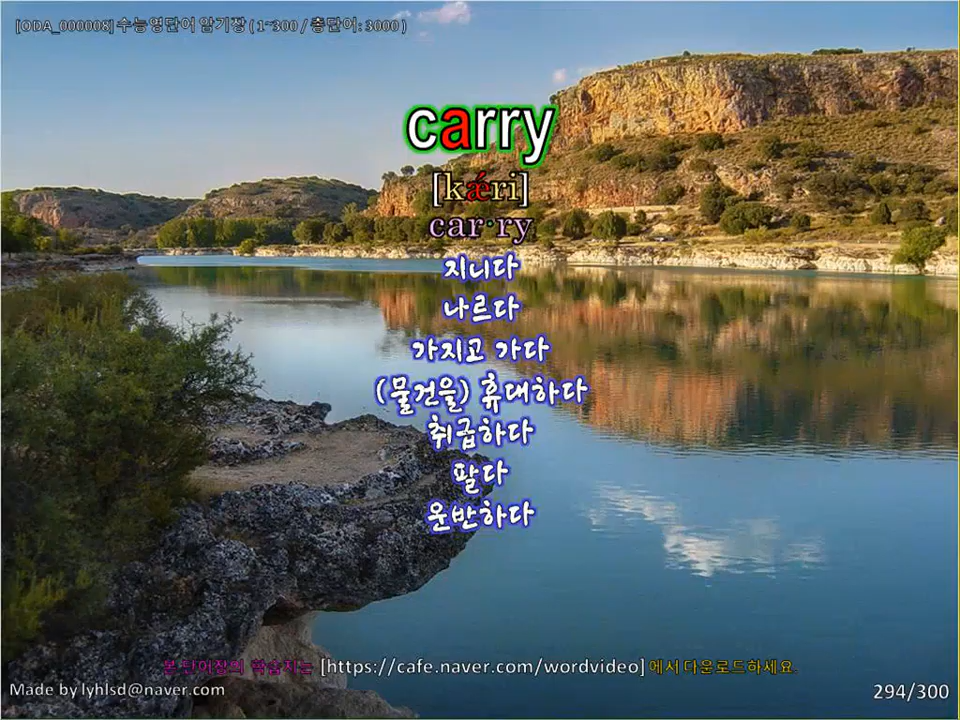 [ODA_000008] 수능영단어 암기장 ( 1~300 / 총단어: 3000 )
carry
[kǽri]
car·ry
지니다
나르다
가지고 가다
(물건을) 휴대하다
취급하다
팔다
운반하다
본 단어장의 학습지는 [https://cafe.naver.com/wordvideo] 에서 다운로드하세요.
Made by lyhlsd@naver.com
294/300